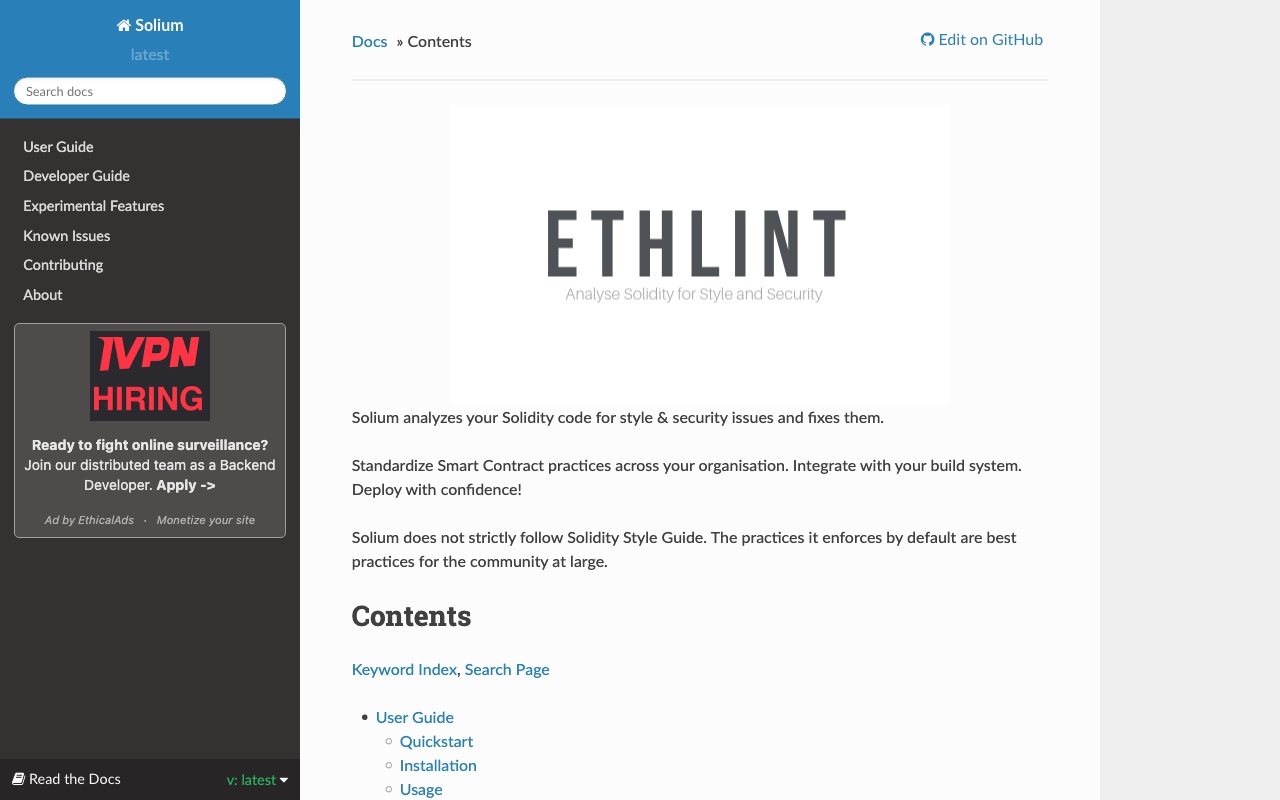 Solium
latest
Search docs
User Guide
Developer Guide
Experimental Features
Known Issues
Contributing
About
IVPN
HIRING
Ready to fight online surveillance?
Join our distributed team as a Backend
Developer. Apply ->
Ad by EthicalAds · Monetize your site
Read the Docs
v: latest
Docs » Contents
Edit on GitHub
ETHLINT
Analyse Solidity for Style and Security
Solium analyzes your Solidity code for style & security issues and fixes them.
Standardize Smart Contract practices across your organisation. Integrate with your build system.
Deploy with confidence!
Solium does not strictly follow Solidity Style Guide. The practices it enforces by default are best
practices for the community at large.
Contents
Keyword Index, Search Page
User Guide
Quickstart
Installation
Usage